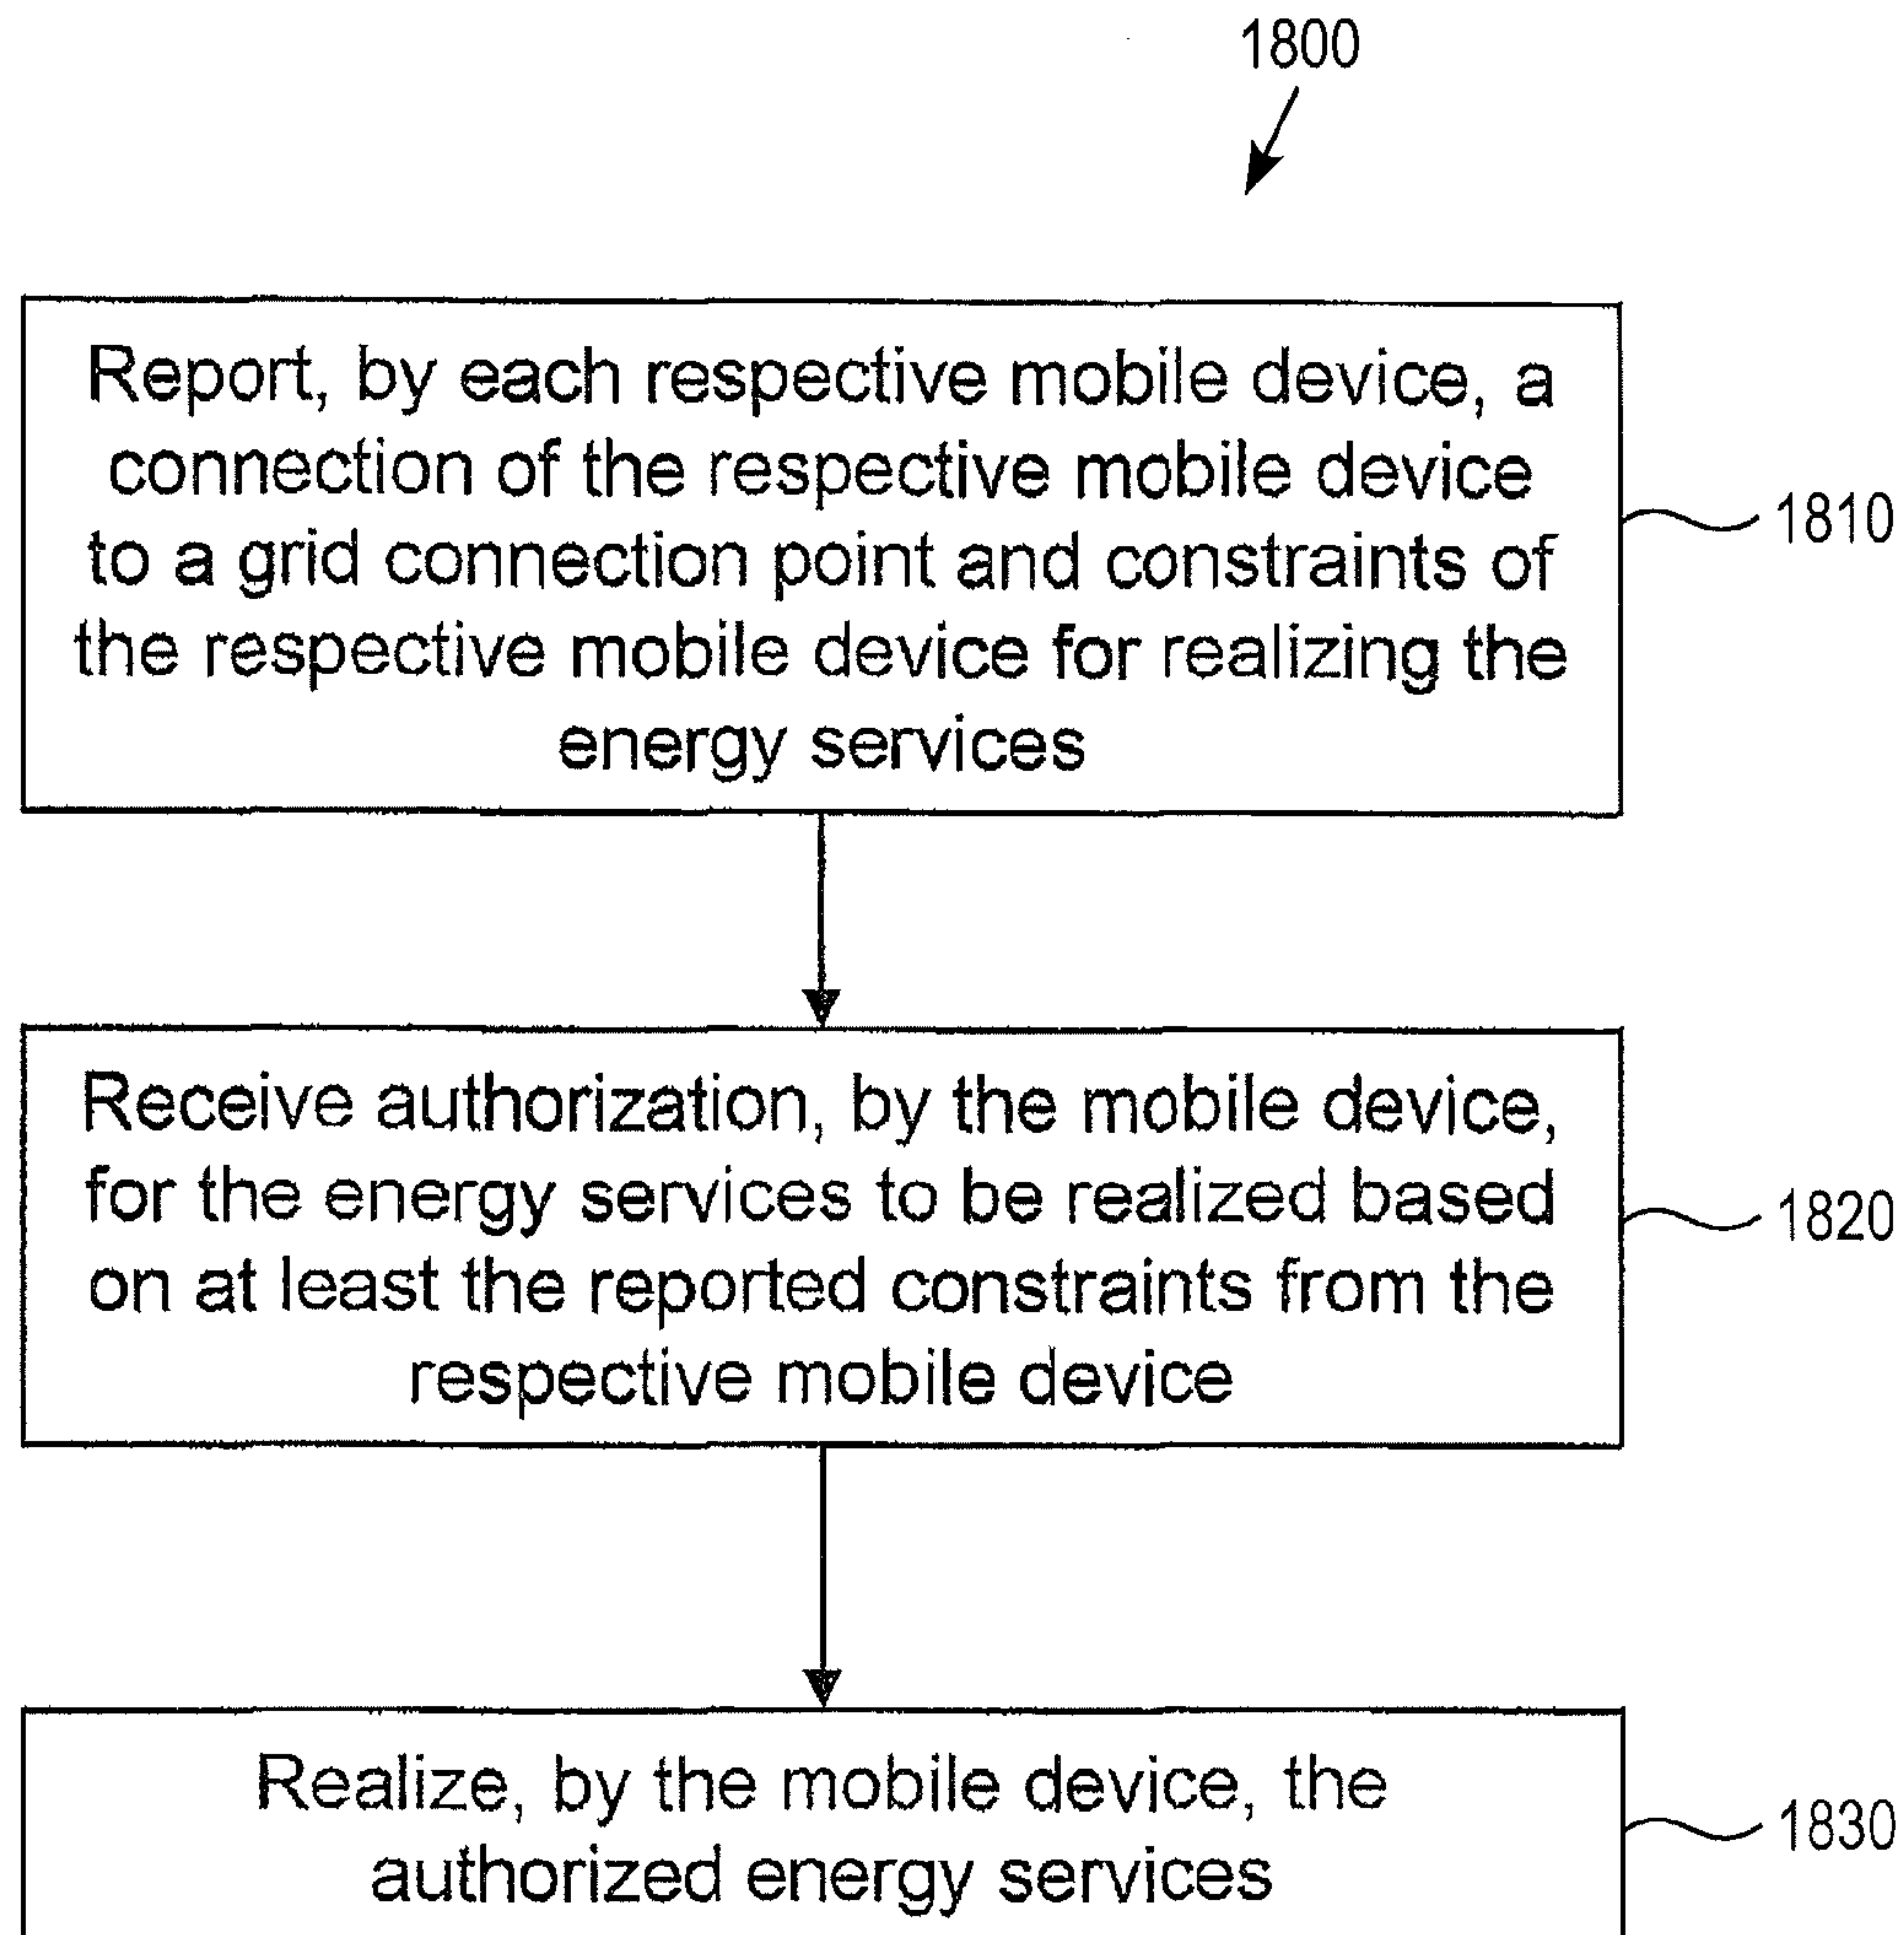 1800
Report, by each respective mobile device, a
connection of the respective mobile device
to a grid connection point and constraints of
the respective mobile device for realizing the
energy services
1810
Receive authorization, by the mobile device,
for the energy services to be realized based
on at least the reported constraints from the
respective mobile device
1820
Realize, by the mobile device, the
authorized energy services
1830